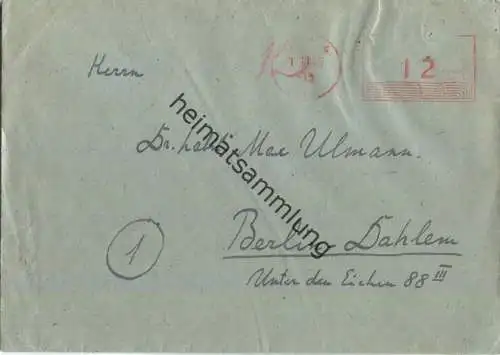 12
Herrn
Dr. Max Ulmann.
heimatsammlung
1
Berlin Dahlem
Unter den Eichen 88 III